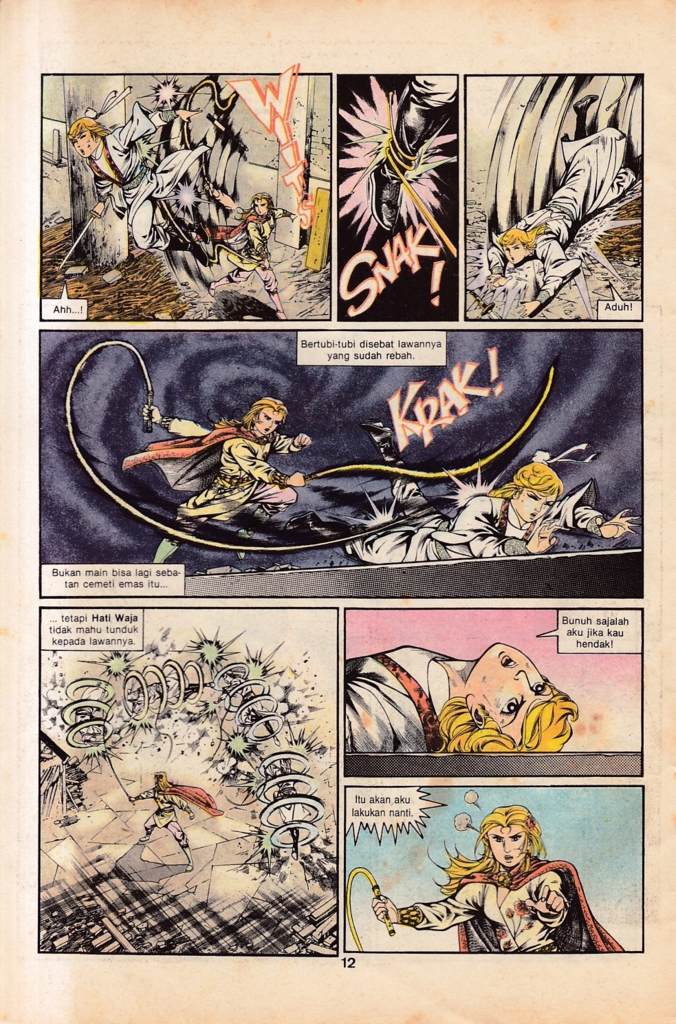 WHITS
Ahh...!
SNAK!
Aduh!
Bertubi-tubi disebat lawannya
yang sudah rebah.
KRAK!
Bukan main bisa lagi seba-
tan cemeti emas itu...
... tetapi Hati Waja
tidak mahu tunduk
kepada lawannya.
Bunuh sajalah
aku jika kau
hendak!
Itu akan aku
lakukan nanti.
12